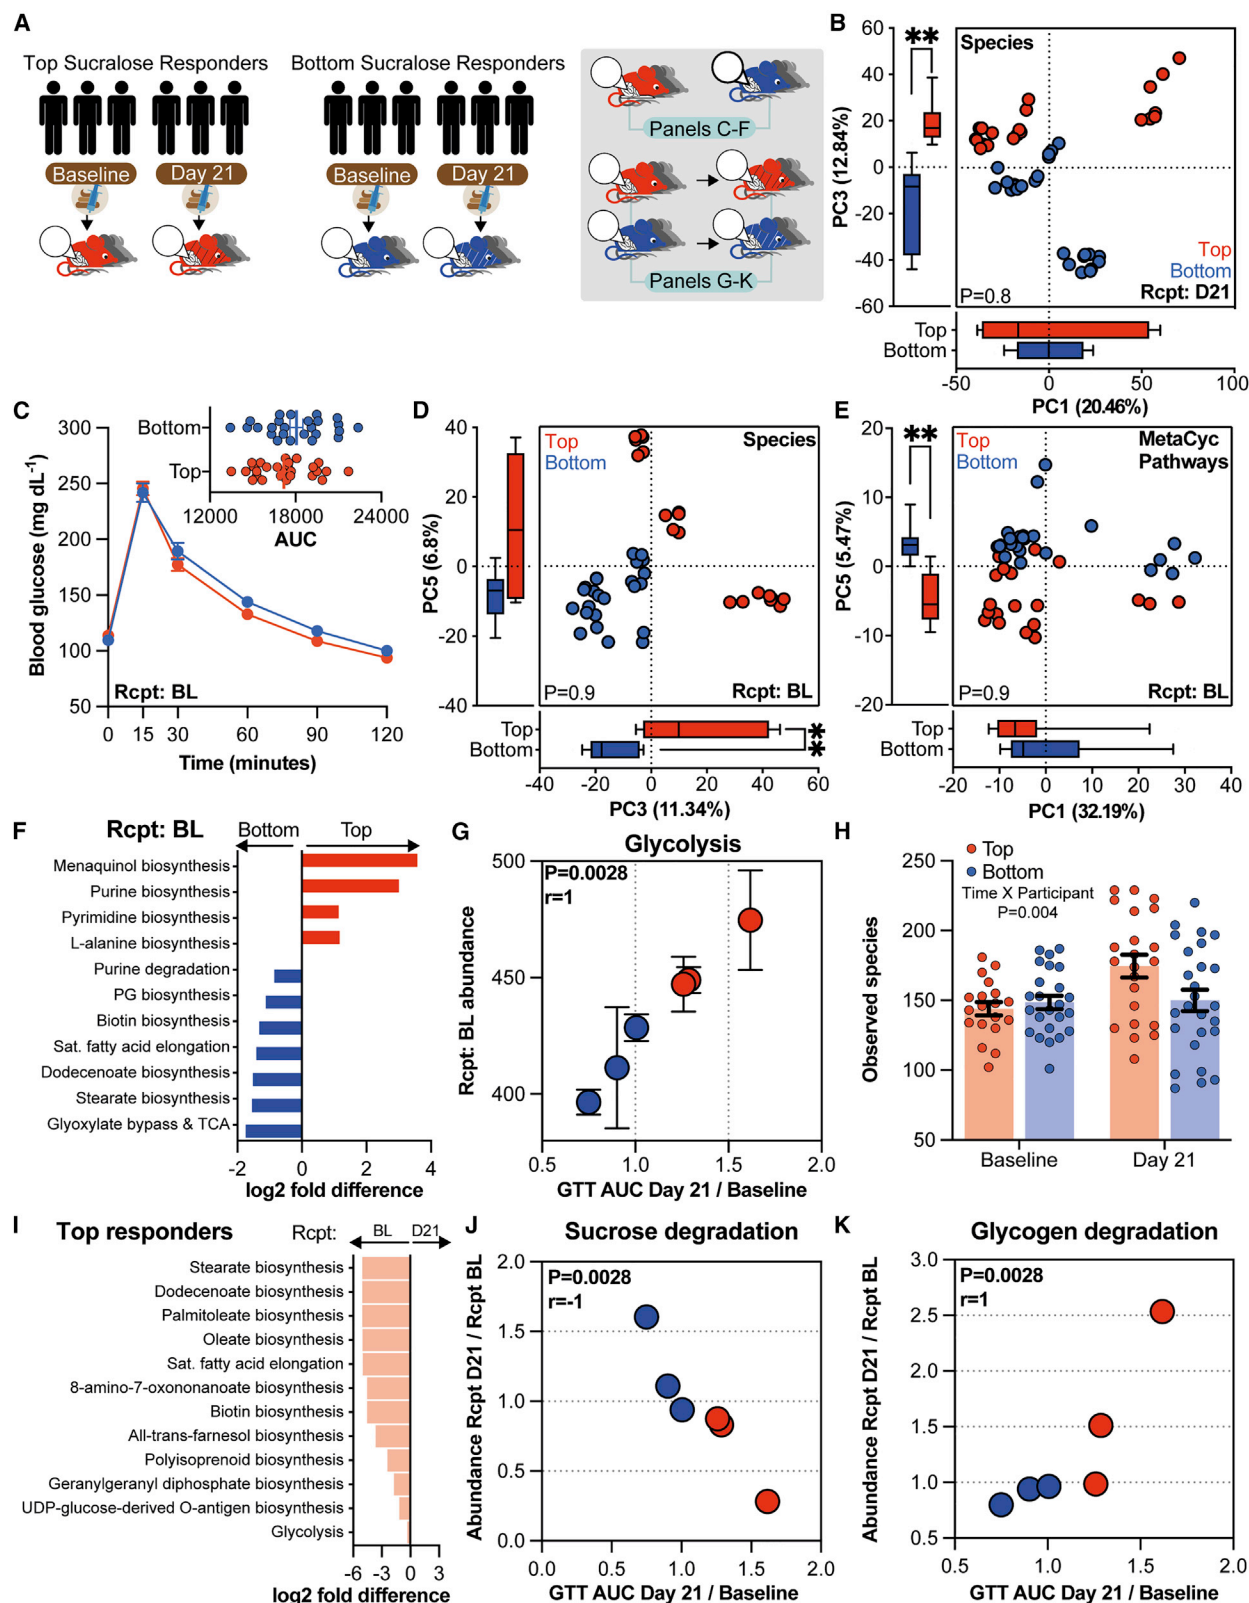 A
Top Sucralose Responders
Bottom Sucralose Responders
Baseline
Day 21
Baseline
Day 21
Panels C-F
Panels G-K
B
Species
**
PC3 (12.84%)
60
40
20
0
-20
-40
-60
Top
Bottom
Rcpt: D21
P=0.8
Top
Bottom
-50
0
50
100
PC1 (20.46%)
C
Blood glucose (mg dL-1)
300
250
200
150
100
50
Bottom
Top
12000
18000
24000
AUC
Rcpt: BL
0
15
30
60
90
120
Time (minutes)
D
PC5 (6.8%)
40
20
0
-20
-40
Top
Bottom
Species
P=0.9
Rcpt: BL
Top
Bottom
**
-40
-20
0
20
40
60
PC3 (11.34%)
E
PC5 (5.47%)
20
10
0
-10
-20
**
Top
Bottom
MetaCyc
Pathways
P=0.9
Rcpt: BL
Top
Bottom
-20
-10
0
10
20
30
40
PC1 (32.19%)
F
Rcpt: BL
Bottom
Top
Menaquinol biosynthesis
Purine biosynthesis
Pyrimidine biosynthesis
L-alanine biosynthesis
Purine degradation
PG biosynthesis
Biotin biosynthesis
Sat. fatty acid elongation
Dodecenoate biosynthesis
Stearate biosynthesis
Glyoxylate bypass & TCA
-2
0
2
4
log2 fold difference
G
Glycolysis
P=0.0028
r=1
Rcpt: BL abundance
500
450
400
0.5
1.0
1.5
2.0
GTT AUC Day 21 / Baseline
H
Top
Bottom
Time X Participant
P=0.004
Observed species
250
200
150
100
50
Baseline
Day 21
I
Top responders
Rcpt:
BL
D21
Stearate biosynthesis
Dodecenoate biosynthesis
Palmitoleate biosynthesis
Oleate biosynthesis
Sat. fatty acid elongation
8-amino-7-oxononanoate biosynthesis
Biotin biosynthesis
All-trans-farnesol biosynthesis
Polyisoprenoid biosynthesis
Geranylgeranyl diphosphate biosynthesis
UDP-glucose-derived O-antigen biosynthesis
Glycolysis
-6
-3
0
3
log2 fold difference
J
Sucrose degradation
P=0.0028
r=-1
Abundance Rcpt D21 / Rcpt BL
2.0
1.5
1.0
0.5
0.0
0.0
0.5
1.0
1.5
2.0
GTT AUC Day 21 / Baseline
K
Glycogen degradation
P=0.0028
r=1
Abundance Rcpt D21 / Rcpt BL
3.0
2.5
2.0
1.5
1.0
0.5
0.5
1.0
1.5
2.0
GTT AUC Day 21 / Baseline